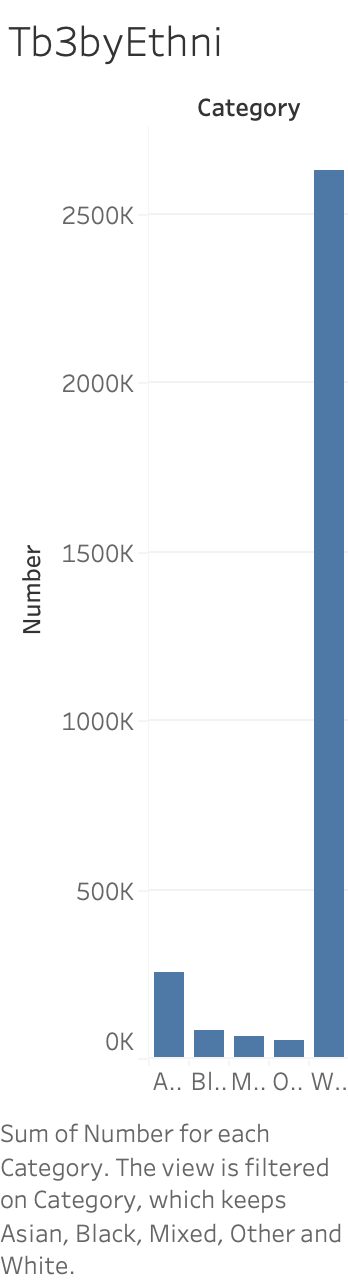 Tb3byEthni
Category
2500K
2000K
1500K
1000K
500K
0K
Number
A.. Bl.. M.. O.. W..
Sum of Number for each
Category. The view is filtered
on Category, which keeps
Asian, Black, Mixed, Other and
White.